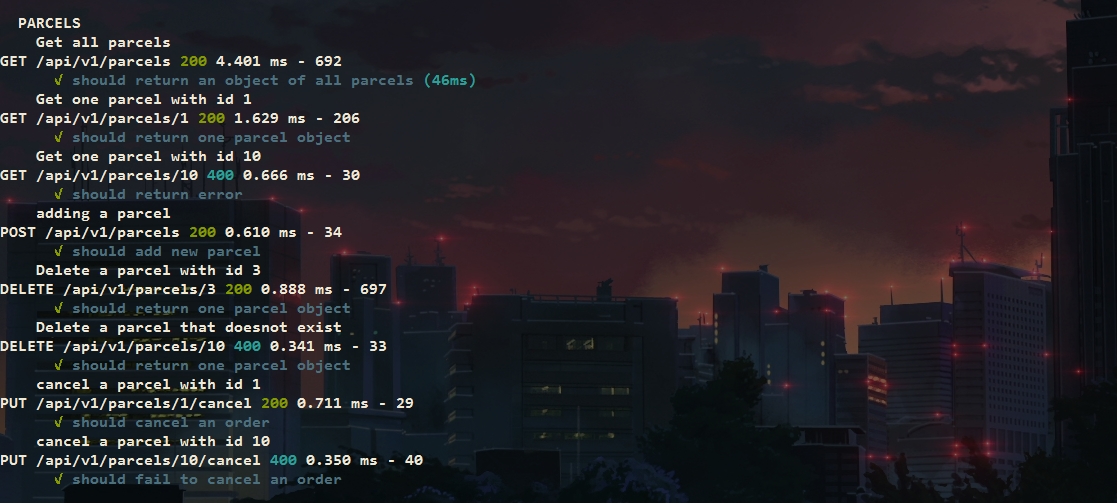 PARCELS
Get all parcels
GET /api/v1/parcels 200 4.401 ms - 692
√ should return an object of all parcels (46ms)
Get one parcel with id 1
GET /api/v1/parcels/1 200 1.629 ms - 206
√ should return one parcel object
Get one parcel with id 10
GET /api/v1/parcels/10 400 0.666 ms - 30
√ should return error
adding a parcel
POST /api/v1/parcels 200 0.610 ms - 34
√ should add new parcel
Delete a parcel with id 3
DELETE /api/v1/parcels/3 200 0.888 ms - 697
√ should return one parcel object
Delete a parcel that doesnot exist
DELETE /api/v1/parcels/10 400 0.341 ms - 33
√ should return one parcel object
cancel a parcel with id 1
PUT /api/v1/parcels/1/cancel 200 0.711 ms - 29
√ should cancel an order
cancel a parcel with id 10
PUT /api/v1/parcels/10/cancel 400 0.350 ms - 40
√ should fail to cancel an order